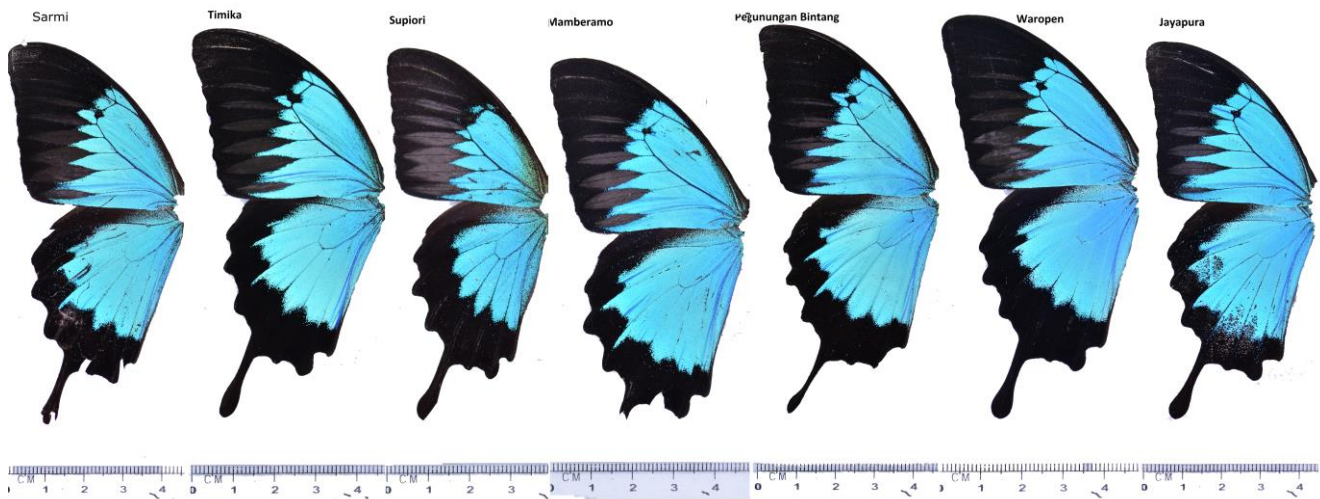 Sarmi
Timika
Supiori
Mamberamo
Pegunungan Bintang
Waropen
Jayapura
CM
1 2 3 4
0 CM
1 2 3 4
0 CM
1 2 3
CM
1 2 3 4
0 CM
1 2 3 4
0 CM
1 2 3 4
0 CM
1 2 3 4